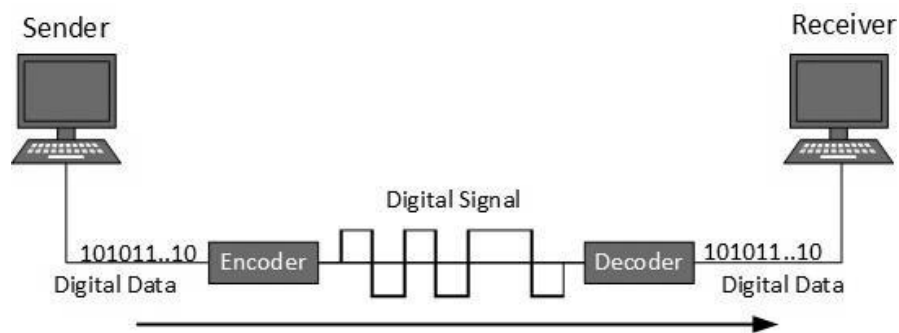 Sender
Receiver
Digital Signal
101011..10
Encoder
Decoder
101011..10
Digital Data
Digital Data